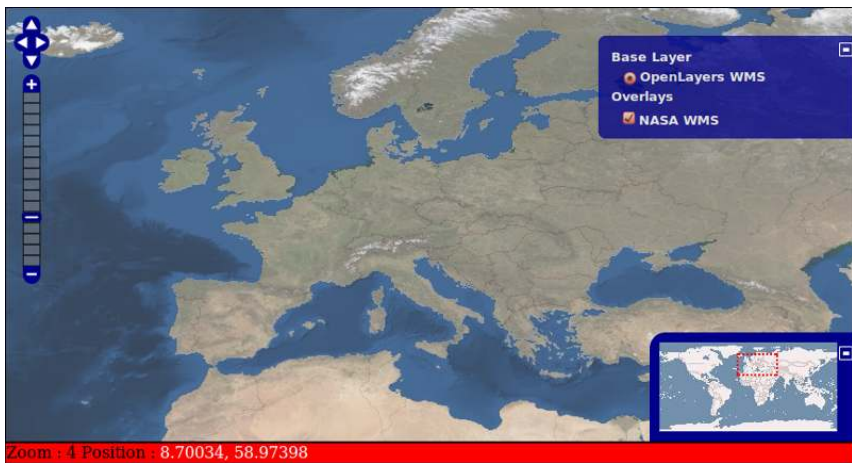 Base Layer
OpenLayers WMS
Overlays
NASA WMS
Zoom : 4 Position : 8.70034, 58.97398